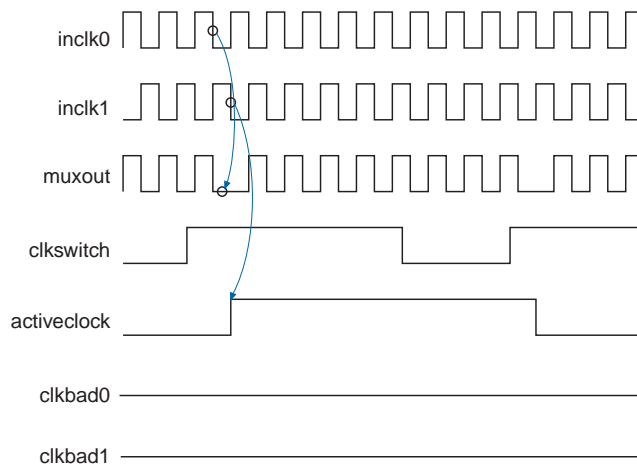 inclk0
inclk1
muxout
clkswitch
activeclock
clkbad0
clkbad1